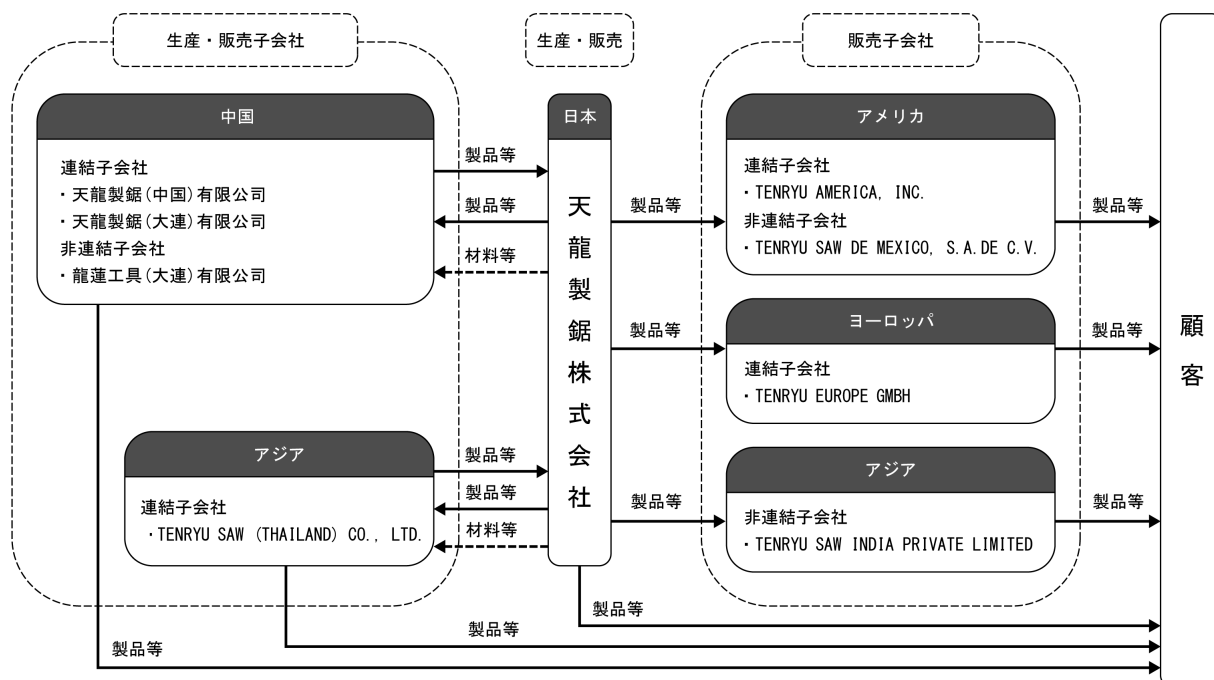 生産・販売子会社
生産・販売
販売子会社
中国
連結子会社
・天龍製鋸(中国)有限公司
・天龍製鋸(大連)有限公司
非連結子会社
・龍蓮工具(大連)有限公司
製品等
製品等
材料等
アジア
連結子会社
・TENRYU SAW (THAILAND) CO., LTD.
製品等
製品等
材料等
日本
天龍製鋸株式会社
製品等
製品等
製品等
アメリカ
連結子会社
・TENRYU AMERICA, INC.
非連結子会社
・TENRYU SAW DE MEXICO, S.A.DE C.V.
ヨーロッパ
連結子会社
・TENRYU EUROPE GMBH
アジア
非連結子会社
・TENRYU SAW INDIA PRIVATE LIMITED
製品等
製品等
製品等
製品等
製品等
製品等
顧客